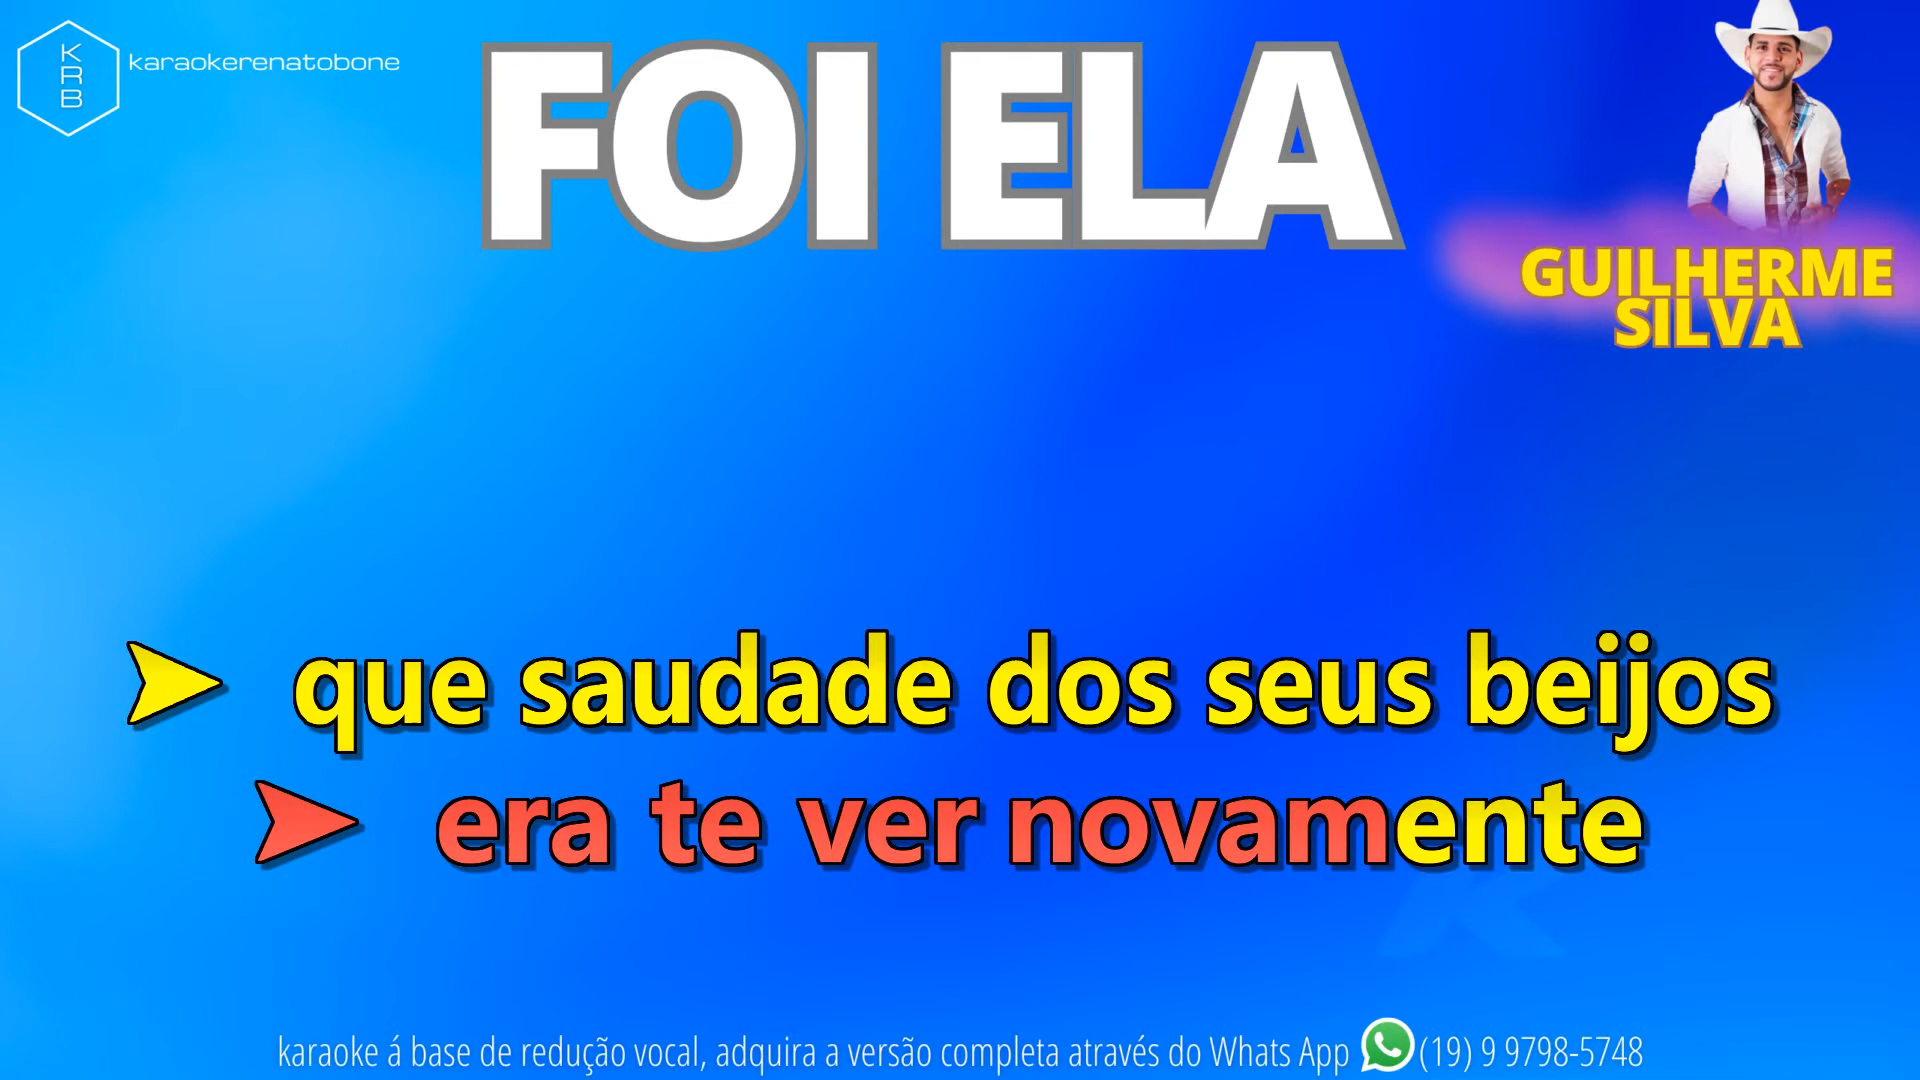 KRB
karaokerenatobone
FOI ELA
GUILHERME
SILVA
➤ que saudade dos seus beijos
➤ era te ver novamente
karaoke á base de redução vocal, adquira a versão completa através do Whats App (19) 9 9798-5748